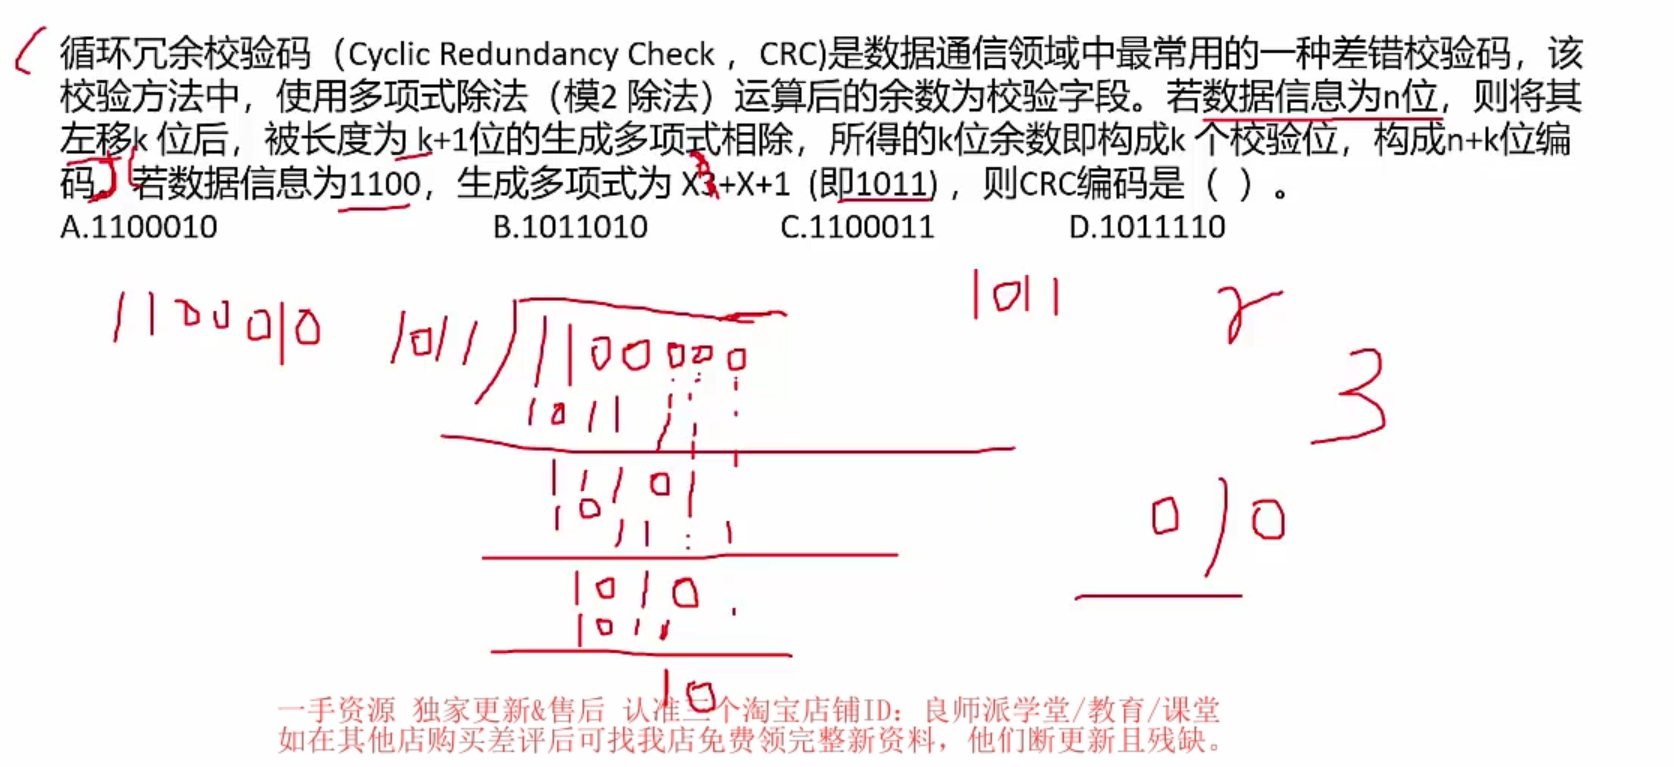 循环冗余校验码（Cyclic Redundancy Check ，CRC)是数据通信领域中最常用的一种差错校验码，该
校验方法中，使用多项式除法（模2 除法）运算后的余数为校验字段。若数据信息为n位，则将其
左移k 位后，被长度为 k+1位的生成多项式相除，所得的k位余数即构成k 个校验位，构成n+k位编
码。若数据信息为1100，生成多项式为 X3+X+1（即1011），则CRC编码是（ ）。
A.1100010 B.1011010 C.1100011 D.1011110
1011
1100010 1011 1100000
3
1011
1110
1011
010
1010
1011
10
一手资源 独家更新&售后 认准三个淘宝店铺ID：良师派学堂/教育/课堂
如在其他店购买差评后可找我店免费领完整新资料，他们断更新且残缺。